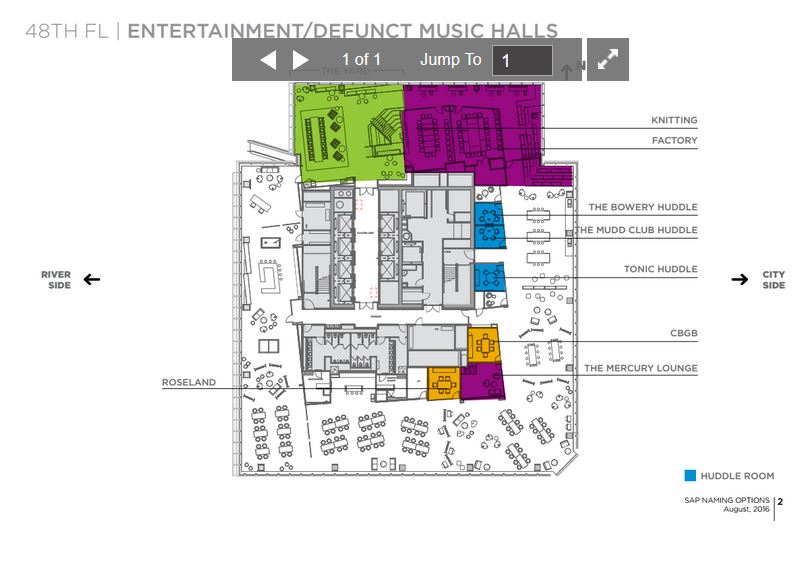 48TH FL | ENTERTAINMENT/DEFUNCT MUSIC HALLS
1 of 1
Jump To
1
THE YARD
N
KNITTING
FACTORY
THE BOWERY HUDDLE
THE MUDD CLUB HUDDLE
TONIC HUDDLE
RIVER
SIDE
CITY
SIDE
CBGB
THE MERCURY LOUNGE
ROSELAND
HUDDLE ROOM
SAP NAMING OPTIONS
August, 2016
2